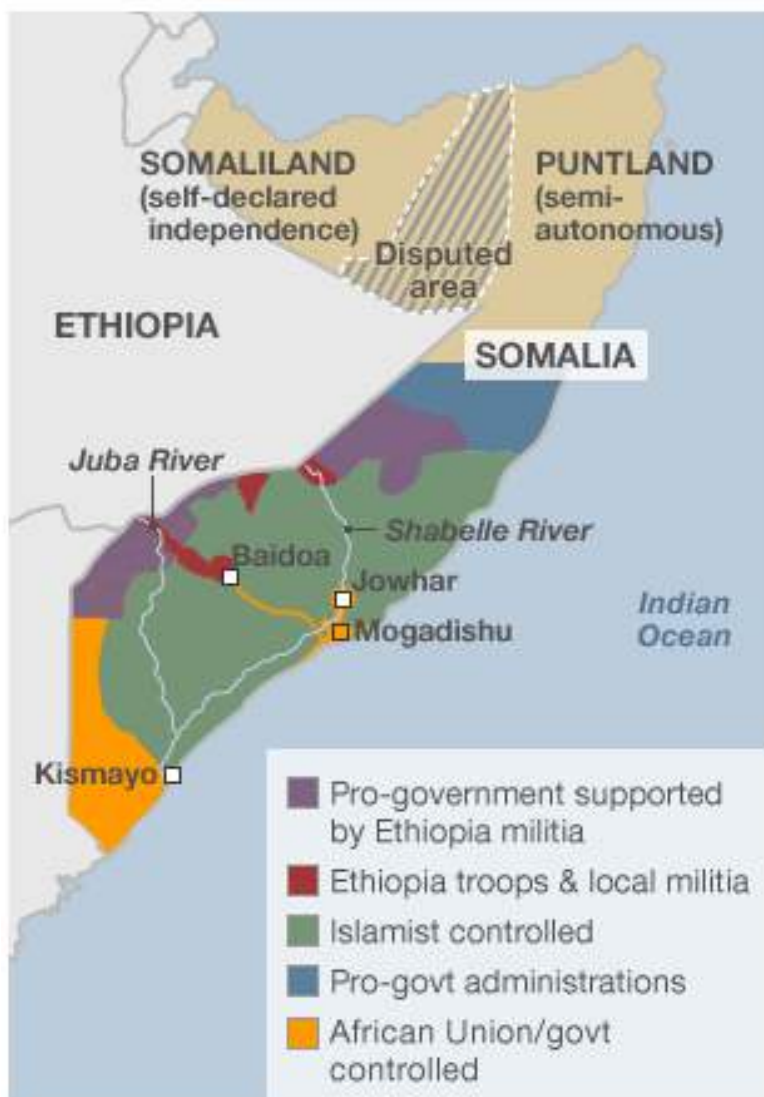 SOMALILAND
(self-declared
independence)
PUNTLAND
(semi-
autonomous)
Disputed
area
ETHIOPIA
SOMALIA
Juba River
Shabelle River
Baidoa
Jowhar
Mogadishu
Indian
Ocean
Kismayo
Pro-government supported
by Ethiopia militia
Ethiopia troops & local militia
Islamist controlled
Pro-govt administrations
African Union/govt
controlled